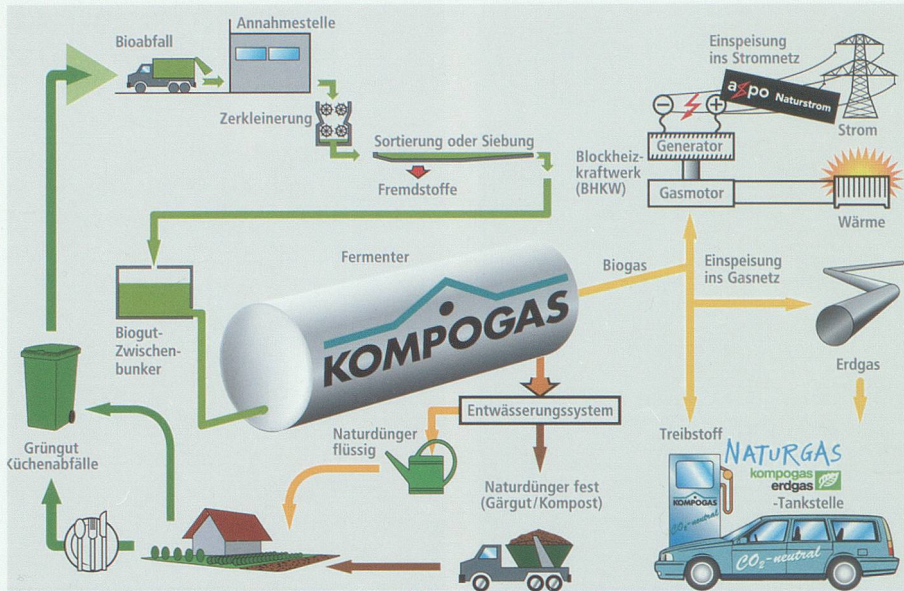 Bioabfall
Annahmestelle
Zerkleinerung
Sortierung oder Siebung
Fremdstoffe
Einspeisung
ins Stromnetz
axpo Naturstrom
Strom
Generator
Blockheiz-
kraftwerk
(BHKW)
Gasmotor
Wärme
Fermenter
KOMPOGAS
Biogas
Einspeisung
ins Gasnetz
Erdgas
Biogut-
Zwischen-
bunker
Entwässerungssystem
Grüngut
Küchenabfälle
Naturdünger
flüssig
Naturdünger fest
(Gärgut/Kompost)
Treibstoff
NATURGAS
kompogas
erdgas
-Tankstelle
KOMPOGAS
CO₂-neutral
CO₂-neutral